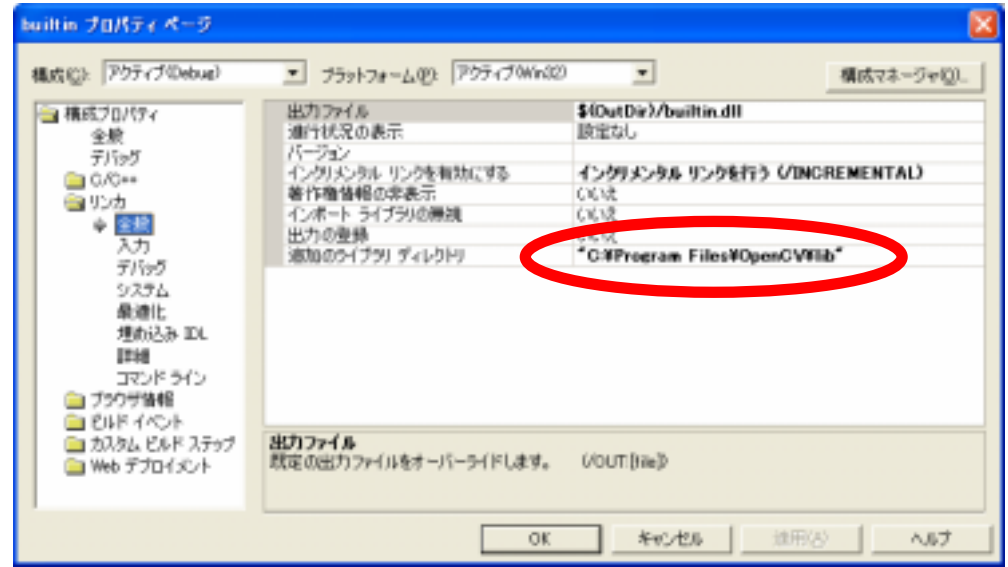 builtin プロパティ ページ
構成(C): アクティブ(Debug) プラットフォーム(P): アクティブ(Win32) 構成マネージャ(O)...
構成プロパティ
全般
デバッグ
C/C++
リンカ
全般
入力
デバッグ
システム
最適化
埋め込み IDL
詳細
コマンド ライン
ブラウザ情報
ビルド イベント
カスタム ビルド ステップ
Web デプロイメント
出力ファイル $(OutDir)/builtin.dll
進行状況の表示 設定なし
バージョン
インクリメンタル リンクを有効にする インクリメンタル リンクを行う (/INCREMENTAL)
著作権情報の非表示 いいえ
インポート ライブラリの無視 いいえ
出力の登録 いいえ
追加のライブラリ ディレクトリ "C:¥Program Files¥OpenCV¥lib"
出力ファイル
既定の出力ファイルをオーバーライドします。 (/OUT:[file])
OK キャンセル 適用(A) ヘルプ